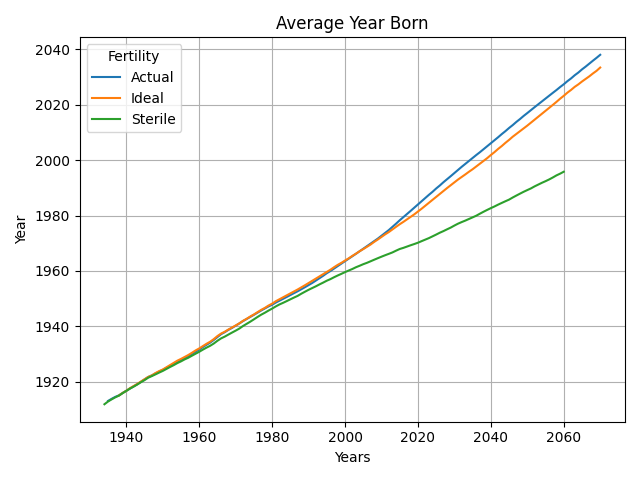 Average Year Born
Fertility
Actual
Ideal
Sterile
Year
2040
2020
2000
1980
1960
1940
1920
1940 1960 1980 2000 2020 2040 2060
Years